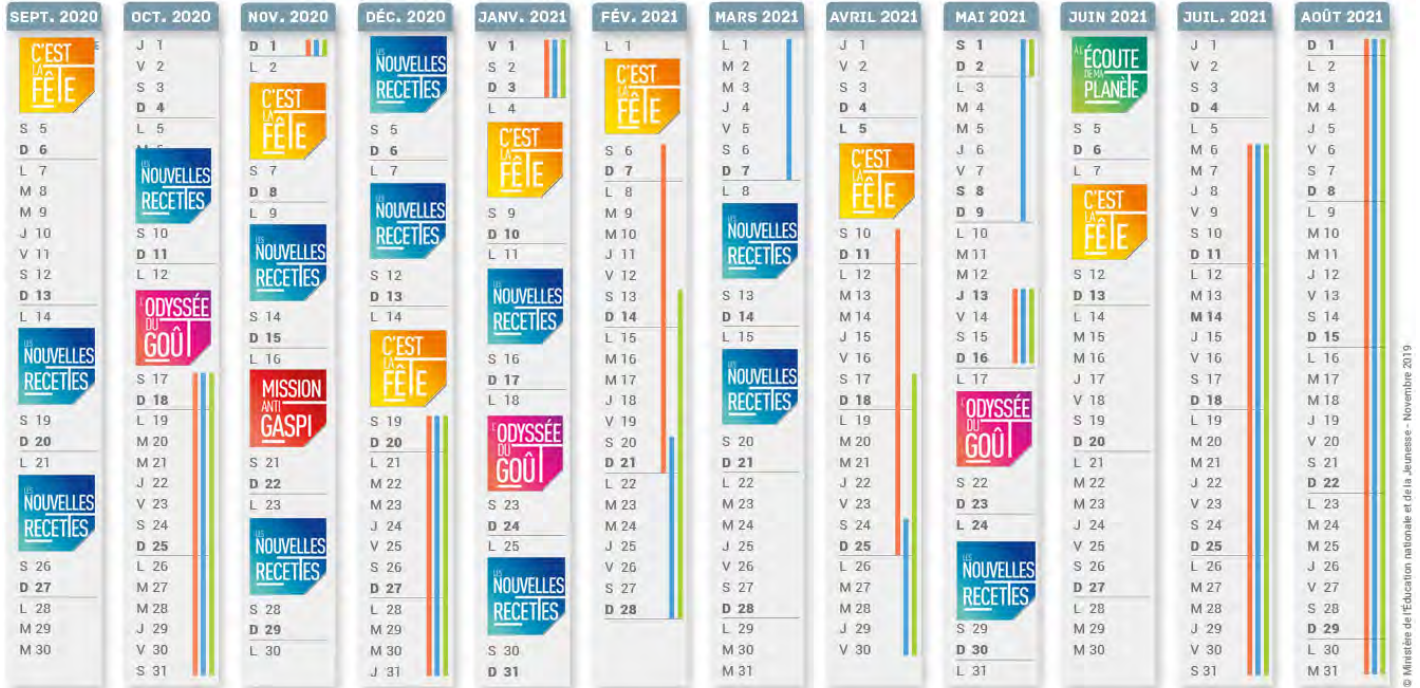 SEPT. 2020
C'EST
LA
FÊTE
S 5
D 6
L 7
M 8
M 9
J 10
V 11
S 12
D 13
L 14
LES
NOUVELLES
RECETTES
S 19
D 20
L 21
LES
NOUVELLES
RECETTES
S 26
D 27
L 28
M 29
M 30
OCT. 2020
J 1
V 2
S 3
D 4
L 5
LES
NOUVELLES
RECETTES
S 10
D 11
L 12
L'ODYSSÉE
DU
GOÛT
S 17
D 18
L 19
M 20
M 21
J 22
V 23
S 24
D 25
L 26
M 27
M 28
J 29
V 30
S 31
NOV. 2020
D 1
L 2
C'EST
LA
FÊTE
S 7
D 8
L 9
LES
NOUVELLES
RECETTES
S 14
D 15
L 16
MISSION
ANTI
GASPI
S 21
D 22
L 23
LES
NOUVELLES
RECETTES
S 28
D 29
L 30
DÉC. 2020
LES
NOUVELLES
RECETTES
S 5
D 6
L 7
LES
NOUVELLES
RECETTES
S 12
D 13
L 14
C'EST
LA
FÊTE
S 19
D 20
L 21
M 22
M 23
J 24
V 25
S 26
D 27
L 28
M 29
M 30
J 31
JANV. 2021
V 1
S 2
D 3
L 4
C'EST
LA
FÊTE
S 9
D 10
L 11
LES
NOUVELLES
RECETTES
S 16
D 17
L 18
L'ODYSSÉE
DU
GOÛT
S 23
D 24
L 25
LES
NOUVELLES
RECETTES
S 30
D 31
FÉV. 2021
L 1
C'EST
LA
FÊTE
S 6
D 7
L 8
M 9
M 10
J 11
V 12
S 13
D 14
L 15
M 16
M 17
J 18
V 19
S 20
D 21
L 22
M 23
M 24
J 25
V 26
S 27
D 28
MARS 2021
L 1
M 2
M 3
J 4
V 5
S 6
D 7
L 8
LES
NOUVELLES
RECETTES
S 13
D 14
L 15
LES
NOUVELLES
RECETTES
S 20
D 21
L 22
M 23
M 24
J 25
V 26
S 27
D 28
L 29
M 30
M 31
AVRIL 2021
J 1
V 2
S 3
D 4
L 5
C'EST
LA
FÊTE
S 10
D 11
L 12
M 13
M 14
J 15
V 16
S 17
D 18
L 19
M 20
M 21
J 22
V 23
S 24
D 25
L 26
M 27
M 28
J 29
V 30
MAI 2021
S 1
D 2
L 3
M 4
M 5
J 6
V 7
S 8
D 9
L 10
M 11
M 12
J 13
V 14
S 15
D 16
L 17
L'ODYSSÉE
DU
GOÛT
S 22
D 23
L 24
LES
NOUVELLES
RECETTES
S 29
D 30
L 31
JUIN 2021
À L'ÉCOUTE
DE MA
PLANÈTE
S 5
D 6
L 7
C'EST
LA
FÊTE
S 12
D 13
L 14
M 15
M 16
J 17
V 18
S 19
D 20
L 21
M 22
M 23
J 24
V 25
S 26
D 27
L 28
M 29
M 30
JUIL. 2021
J 1
V 2
S 3
D 4
L 5
M 6
M 7
J 8
V 9
S 10
D 11
L 12
M 13
M 14
J 15
V 16
S 17
D 18
L 19
M 20
M 21
J 22
V 23
S 24
D 25
L 26
M 27
M 28
J 29
V 30
S 31
AOÛT 2021
D 1
L 2
M 3
M 4
J 5
V 6
S 7
D 8
L 9
M 10
M 11
J 12
V 13
S 14
D 15
L 16
M 17
M 18
J 19
V 20
S 21
D 22
L 23
M 24
M 25
J 26
V 27
S 28
D 29
L 30
M 31
© Ministère de l'Éducation nationale et de la Jeunesse - Novembre 2019